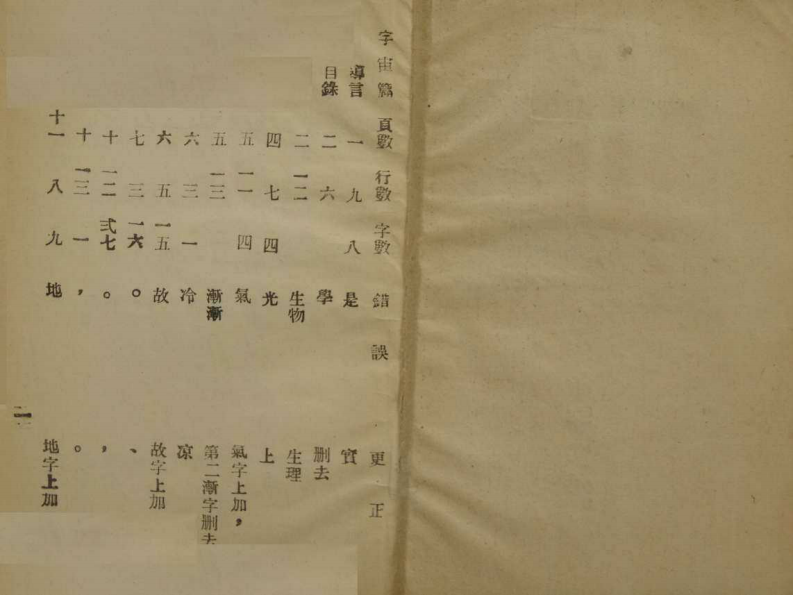 宇宙篇 頁數 行數 字數 錯誤 更正
導言 一 九 八 是 實
目錄 二 六 學 刪去
二 一二 生物 生理
四 七 四 光 上
五 一一 四 氣 氣字上加，
五 一三 漸漸 第二漸字刪去
六 三 一 冷 凉
六 五 一五 故 故字上加
七 三 一六 。 、
十 一二 弍七 。 ，
十 一三 一 ， 。
十一 八 九 地 地字上加